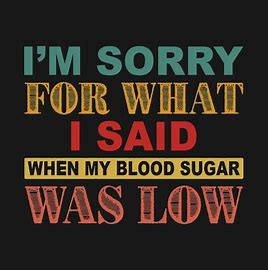 I'M SORRY
FOR WHAT
I SAID
WHEN MY BLOOD SUGAR
WAS LOW